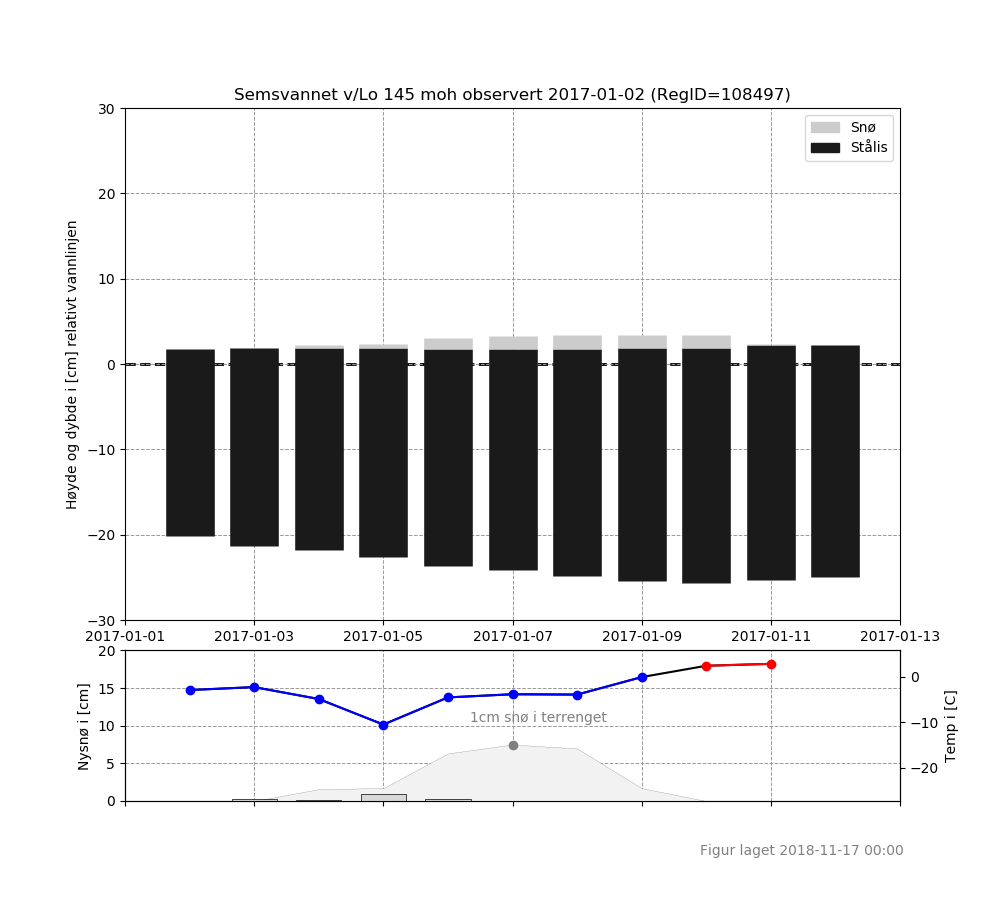 Semsvannet v/Lo 145 moh observert 2017-01-02 (RegID=108497)
Snø
Stålis
Høyde og dybde i [cm] relativt vannlinjen
30
20
10
0
−10
−20
−30
2017-01-01 2017-01-03 2017-01-05 2017-01-07 2017-01-09 2017-01-11 2017-01-13
Nysnø i [cm]
20
15
10
5
0
1cm snø i terrenget
0
−10
−20
Temp i [C]
Figur laget 2018-11-17 00:00